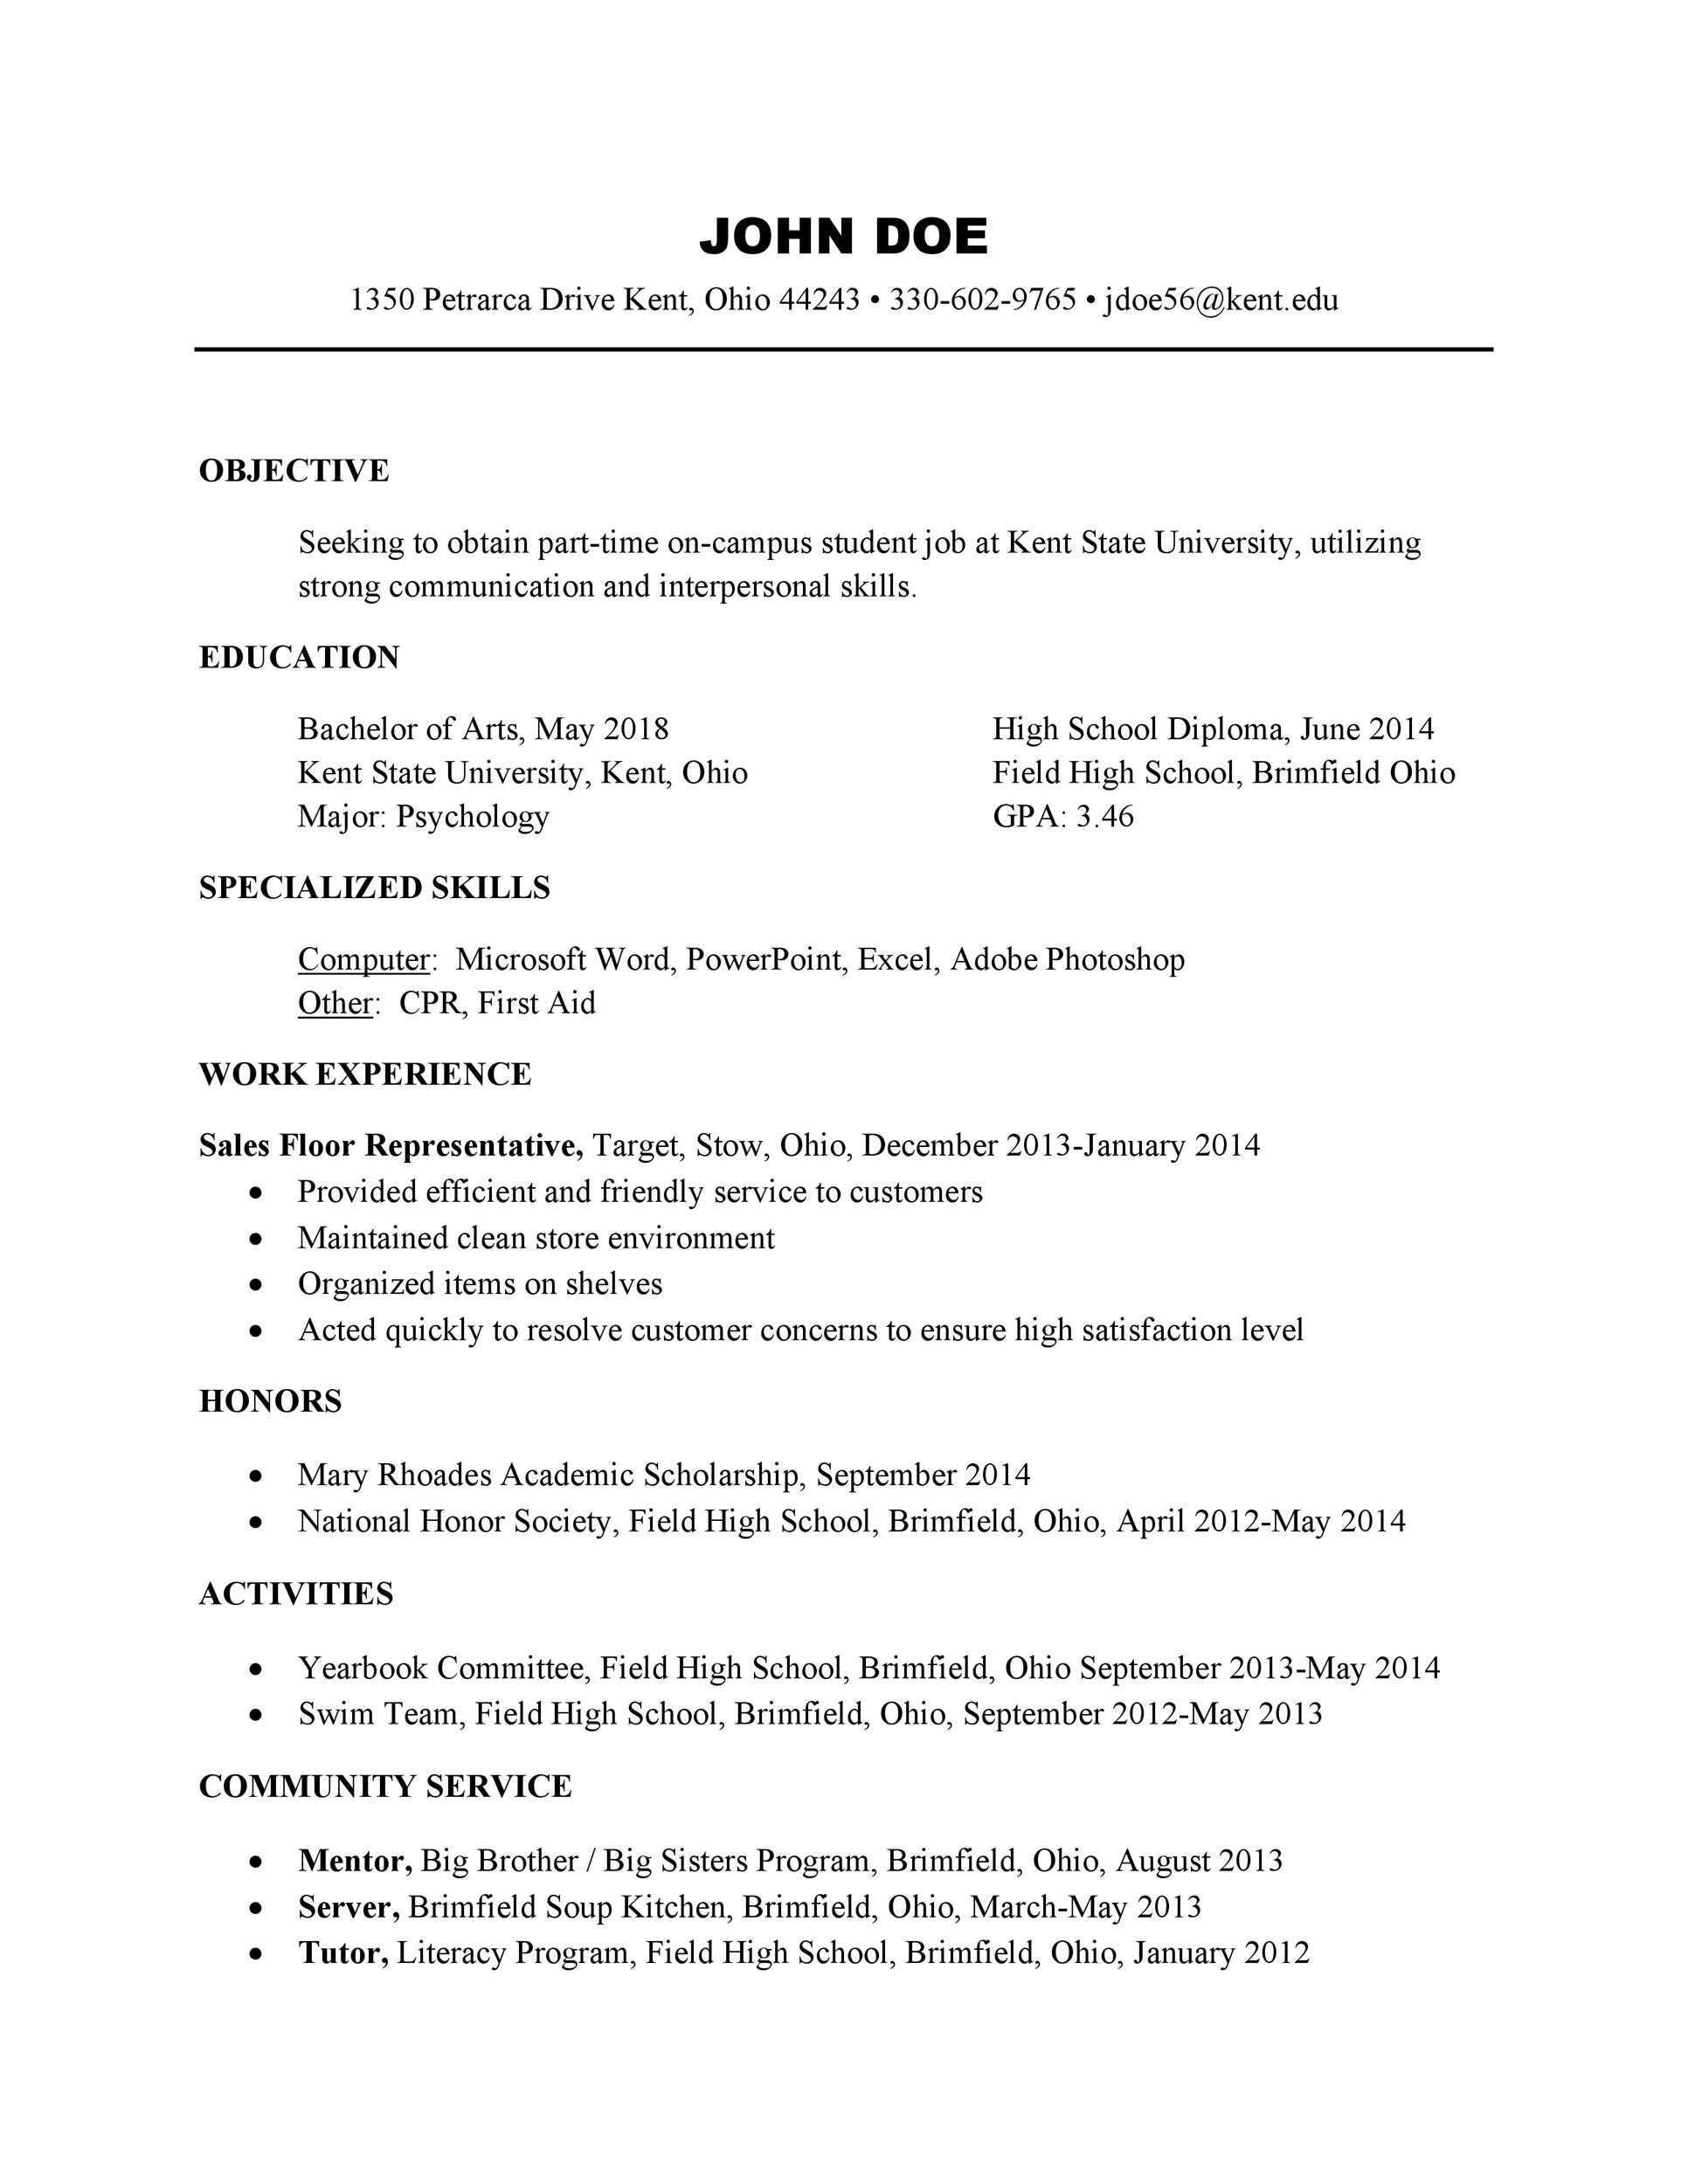 JOHN DOE
1350 Petrarca Drive Kent, Ohio 44243 • 330-602-9765 • jdoe56@kent.edu
OBJECTIVE
Seeking to obtain part-time on-campus student job at Kent State University, utilizing
strong communication and interpersonal skills.
EDUCATION
Bachelor of Arts, May 2018
Kent State University, Kent, Ohio
Major: Psychology
High School Diploma, June 2014
Field High School, Brimfield Ohio
GPA: 3.46
SPECIALIZED SKILLS
Computer:  Microsoft Word, PowerPoint, Excel, Adobe Photoshop
Other:  CPR, First Aid
WORK EXPERIENCE
Sales Floor Representative, Target, Stow, Ohio, December 2013-January 2014
• Provided efficient and friendly service to customers
• Maintained clean store environment
• Organized items on shelves
• Acted quickly to resolve customer concerns to ensure high satisfaction level
HONORS
• Mary Rhoades Academic Scholarship, September 2014
• National Honor Society, Field High School, Brimfield, Ohio, April 2012-May 2014
ACTIVITIES
• Yearbook Committee, Field High School, Brimfield, Ohio September 2013-May 2014
• Swim Team, Field High School, Brimfield, Ohio, September 2012-May 2013
COMMUNITY SERVICE
• Mentor, Big Brother / Big Sisters Program, Brimfield, Ohio, August 2013
• Server, Brimfield Soup Kitchen, Brimfield, Ohio, March-May 2013
• Tutor, Literacy Program, Field High School, Brimfield, Ohio, January 2012